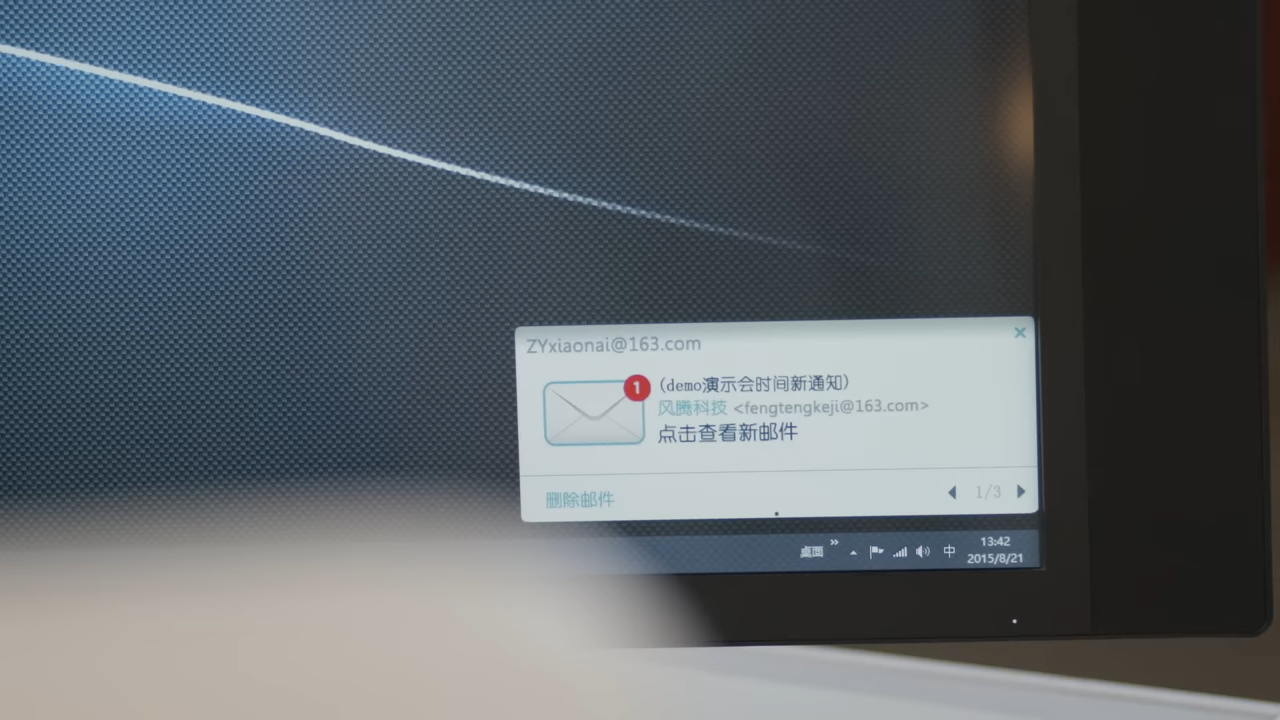 ZYxiaonai@163.com
1
(demo演示会时间新通知)
风腾科技 <fengtengkeji@163.com>
点击查看新邮件
删除邮件
1/3
桌面
中
13:42
2015/8/21